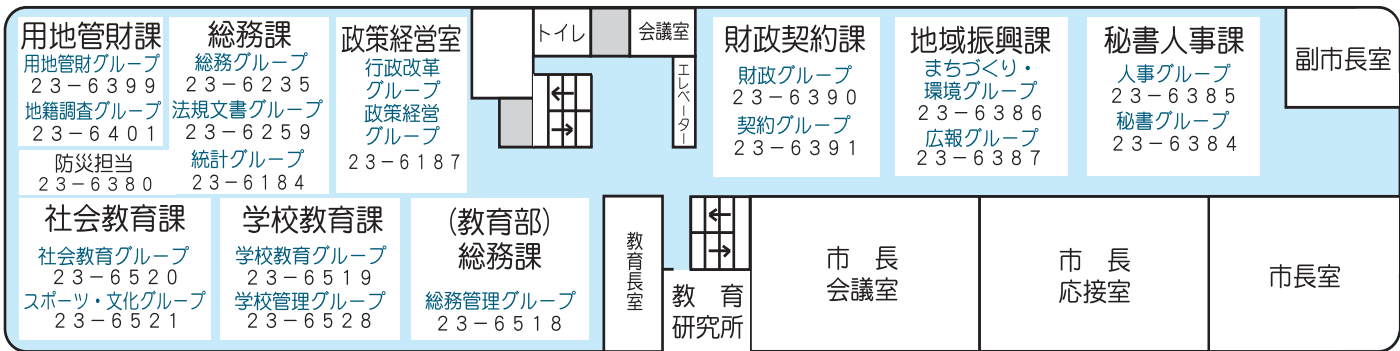 用地管財課
用地管財グループ
23-6399
地籍調査グループ
23-6401
防災担当
23-6380
総務課
総務グループ
23-6235
法規文書グループ
23-6259
統計グループ
23-6184
政策経営室
行政改革
グループ
政策経営
グループ
23-6187
トイレ
会議室
エレベーター
財政契約課
財政グループ
23-6390
契約グループ
23-6391
地域振興課
まちづくり・
環境グループ
23-6386
広報グループ
23-6387
秘書人事課
人事グループ
23-6385
秘書グループ
23-6384
副市長室
社会教育課
社会教育グループ
23-6520
スポーツ・文化グループ
23-6521
学校教育課
学校教育グループ
23-6519
学校管理グループ
23-6528
(教育部)
総務課
総務管理グループ
23-6518
教育長室
教育
研究所
市長
会議室
市長
応接室
市長室